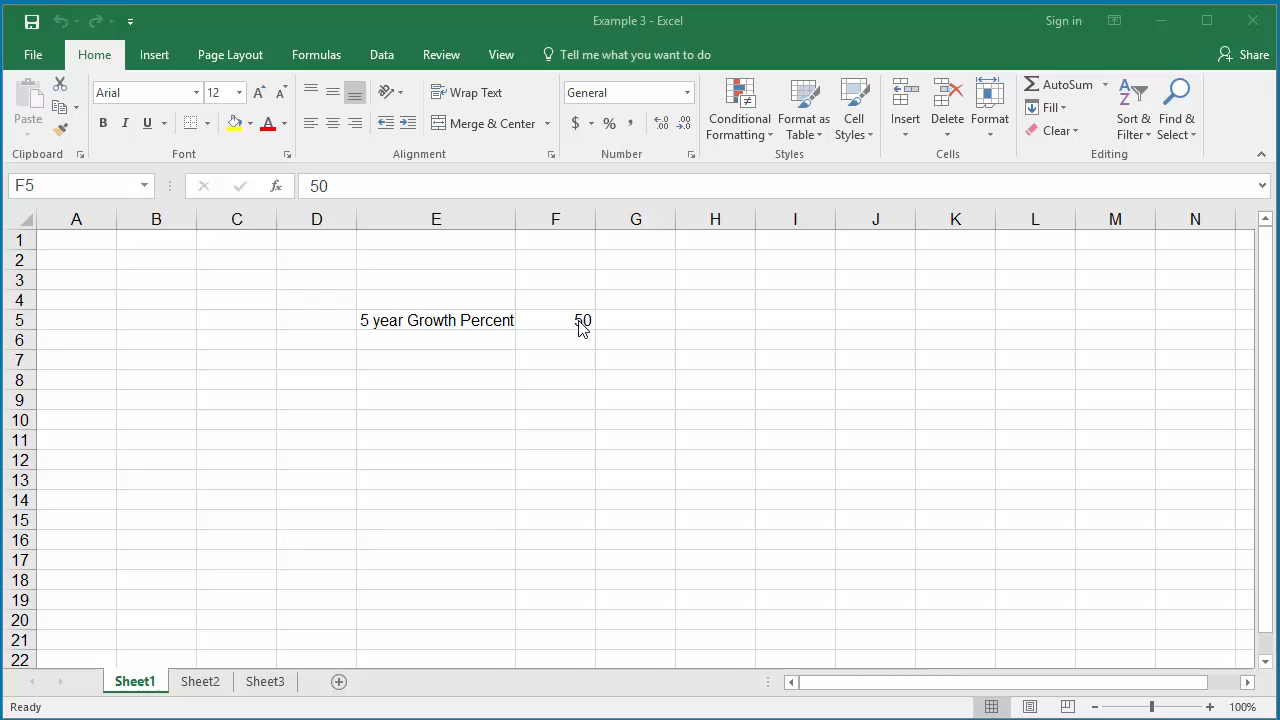 Example 3 - Excel
Sign in
File Home Insert Page Layout Formulas Data Review View Tell me what you want to do Share
Paste
Clipboard
Arial 12
B I U A
Font
Wrap Text
Merge & Center
Alignment
General
$ % ,
Number
Conditional Formatting
Format as Table
Cell Styles
Styles
Insert Delete Format
Cells
AutoSum
Fill
Clear
Sort & Filter
Find & Select
Editing
F5 fx 50
A B C D E F G H I J K L M N
1
2
3
4
5 5 year Growth Percent 50
6
7
8
9
10
11
12
13
14
15
16
17
18
19
20
21
22
Sheet1 Sheet2 Sheet3
Ready 100%